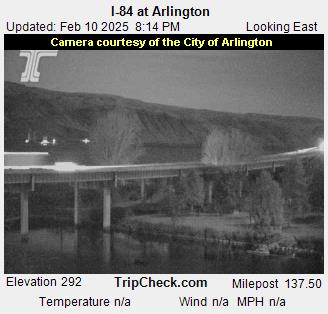 I-84 at Arlington
Updated: Feb 10 2025 8:14 PM Looking East
Camera courtesy of the City of Arlington
Elevation 292 TripCheck.com Milepost 137.50
Temperature n/a Wind n/a MPH n/a